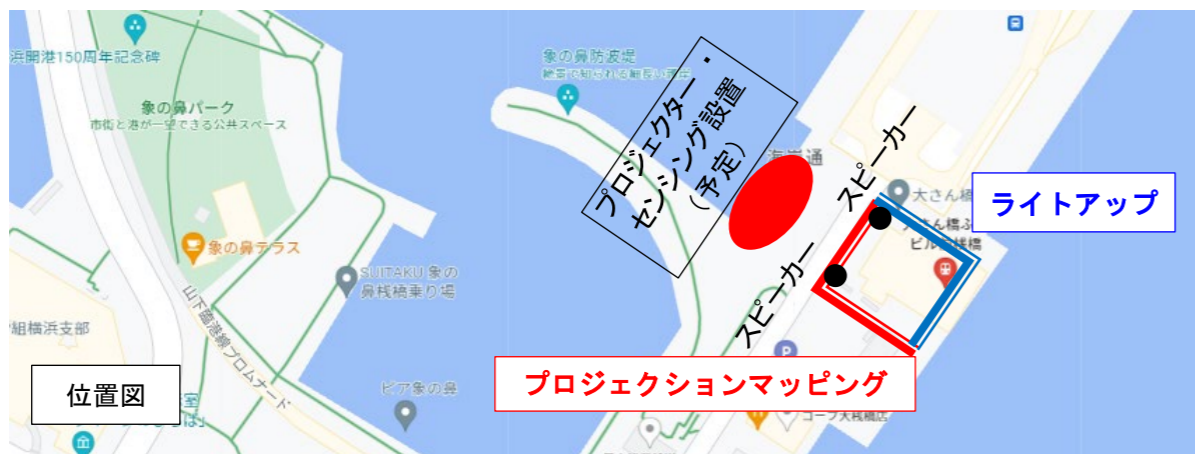 浜開港150周年記念碑
象の鼻パーク
市街と港が一望できる公共スペース
象の鼻テラス
組横浜支部
山下臨港線プロムナード
位置図
SUITAKU 象の
鼻桟橋乗り場
ピア象の鼻
象の鼻防波堤
プロジェクター・
センシング設置
（予定）
海岸通
スピーカー
スピーカー
大さん橋
ビル
桟橋
ライトアップ
プロジェクションマッピング
コープ大桟橋店